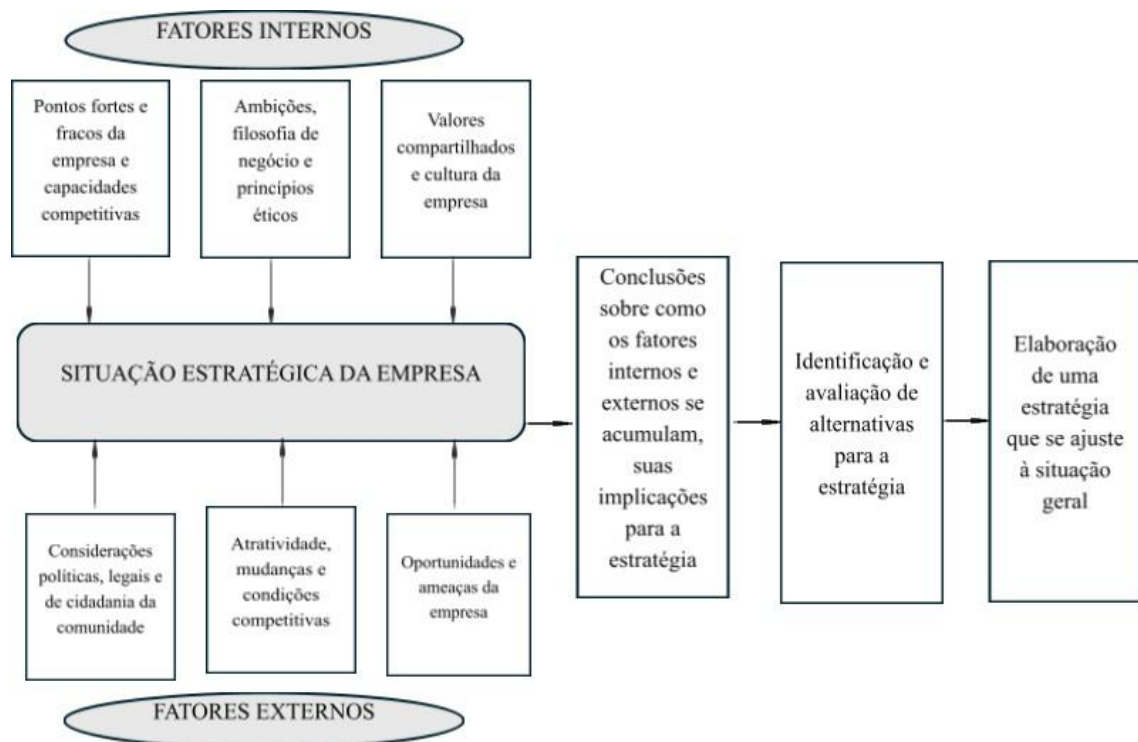 FATORES INTERNOS
Pontos fortes e
fracos da
empresa e
capacidades
competitivas
Ambições,
filosofia de
negócio e
princípios
éticos
Valores
compartilhados
e cultura da
empresa
SITUAÇÃO ESTRATÉGICA DA EMPRESA
Considerações
políticas, legais e
de cidadania da
comunidade
Atratividade,
mudanças e
condições
competitivas
Oportunidades e
ameaças da
empresa
FATORES EXTERNOS
Conclusões
sobre como
os fatores
internos e
externos se
acumulam,
suas
implicações
para a
estratégia
Identificação e
avaliação de
alternativas
para a
estratégia
Elaboração
de uma
estratégia
que se ajuste
à situação
geral